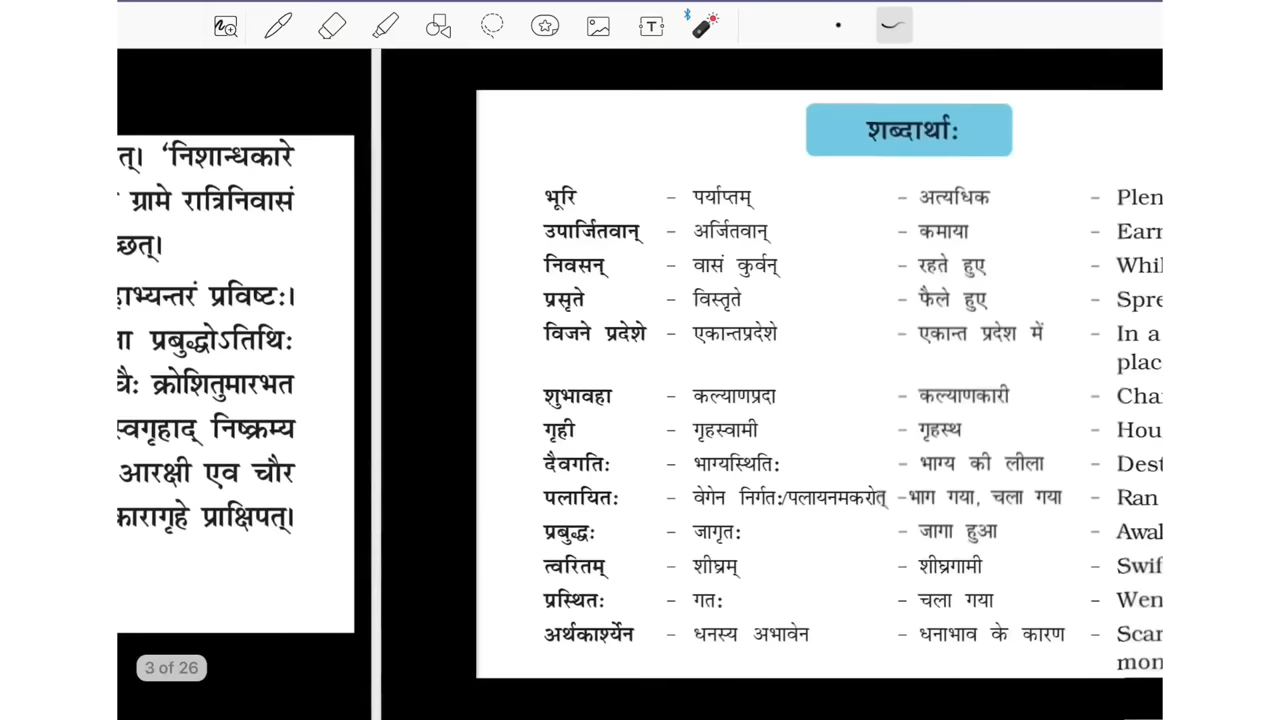 त्। 'निशान्धकारे
ग्रामे रात्रिनिवासं
च्छत्।
हाभ्यन्तरं प्रविष्टः।
प्रबुद्धोऽतिथिः
क्रोशितुमारभत
स्वगृहाद् निष्क्रम्य
आरक्षी एव चौर
कारागृहे प्राक्षिपत्।
3 of 26
शब्दार्थाः
भूरि - पर्याप्तम् - अत्यधिक - Plen
उपार्जितवान् - अर्जितवान् - कमाया - Earr
निवसन् - वासं कुर्वन् - रहते हुए - Whil
प्रसृते - विस्तृते - फैले हुए - Spre
विजने प्रदेशे - एकान्तप्रदेशे - एकान्त प्रदेश में - In a
plac
शुभावहा - कल्याणप्रदा - कल्याणकारी - Cha
गृही - गृहस्वामी - गृहस्थ - Hou
दैवगतिः - भाग्यस्थितिः - भाग्य की लीला - Dest
पलायितः - वेगेन निर्गतः/पलायनमकरोत् - भाग गया, चला गया - Ran
प्रबुद्धः - जागृतः - जागा हुआ - Awal
त्वरितम् - शीघ्रम् - शीघ्रगामी - Swif
प्रस्थितः - गतः - चला गया - Wen
अर्थकार्श्येन - धनस्य अभावेन - धनाभाव के कारण - Scar
mon